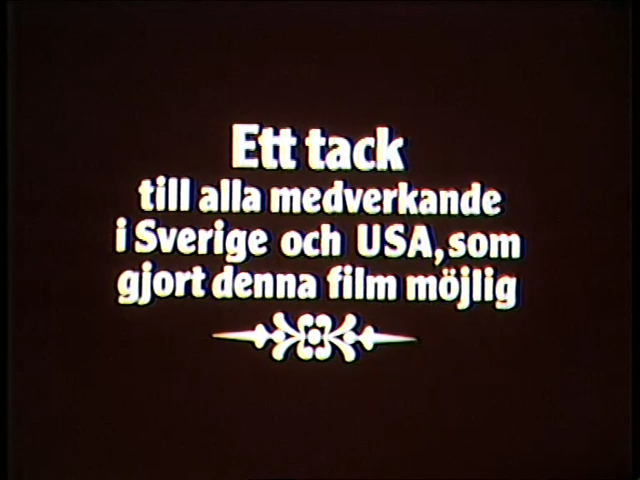 Ett tack
till alla medverkande
i Sverige och USA, som
gjort denna film möjlig